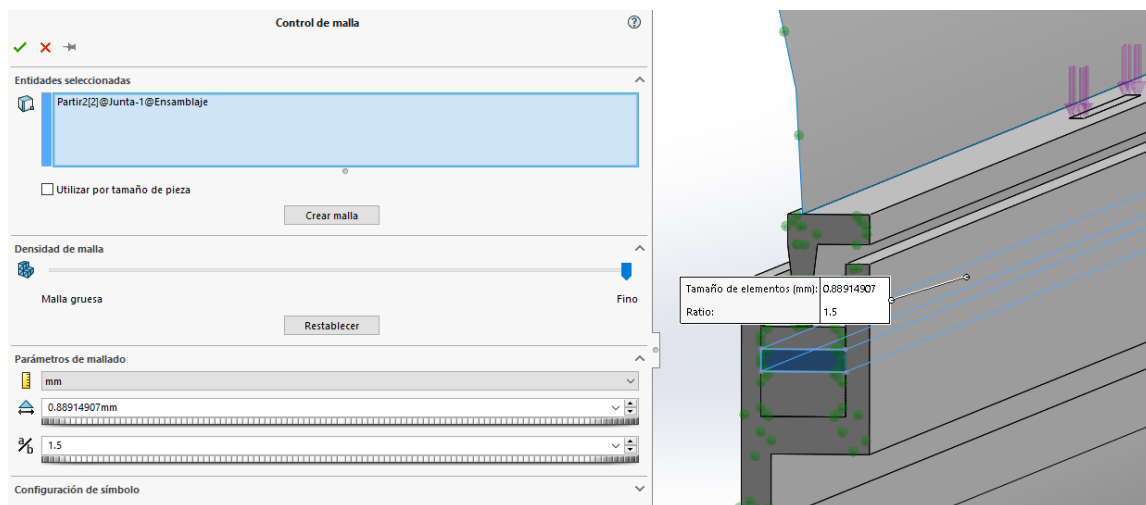 Control de malla
Entidades seleccionadas
Partir2[2]@Junta-1@Ensamblaje
Utilizar por tamaño de pieza
Crear malla
Densidad de malla
Malla gruesa
Fino
Restablecer
Parámetros de mallado
mm
0.88914907mm
a/b
1.5
Configuración de símbolo
Tamaño de elementos (mm): 0.88914907
Ratio: 1.5